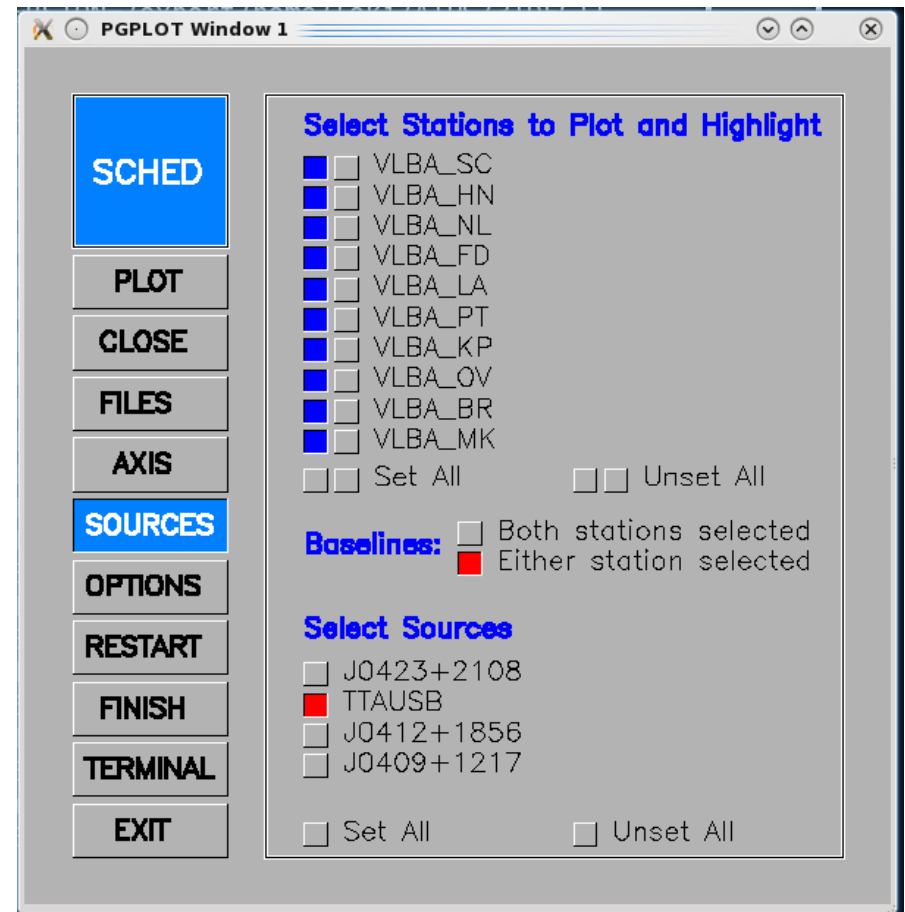 PGPLOT Window 1
SCHED
PLOT
CLOSE
FILES
AXIS
SOURCES
OPTIONS
RESTART
FINISH
TERMINAL
EXIT
Select Stations to Plot and Highlight
VLBA_SC
VLBA_HN
VLBA_NL
VLBA_FD
VLBA_LA
VLBA_PT
VLBA_KP
VLBA_OV
VLBA_BR
VLBA_MK
Set All Unset All
Baselines: Both stations selected
Either station selected
Select Sources
J0423+2108
TTAUSB
J0412+1856
J0409+1217
Set All Unset All